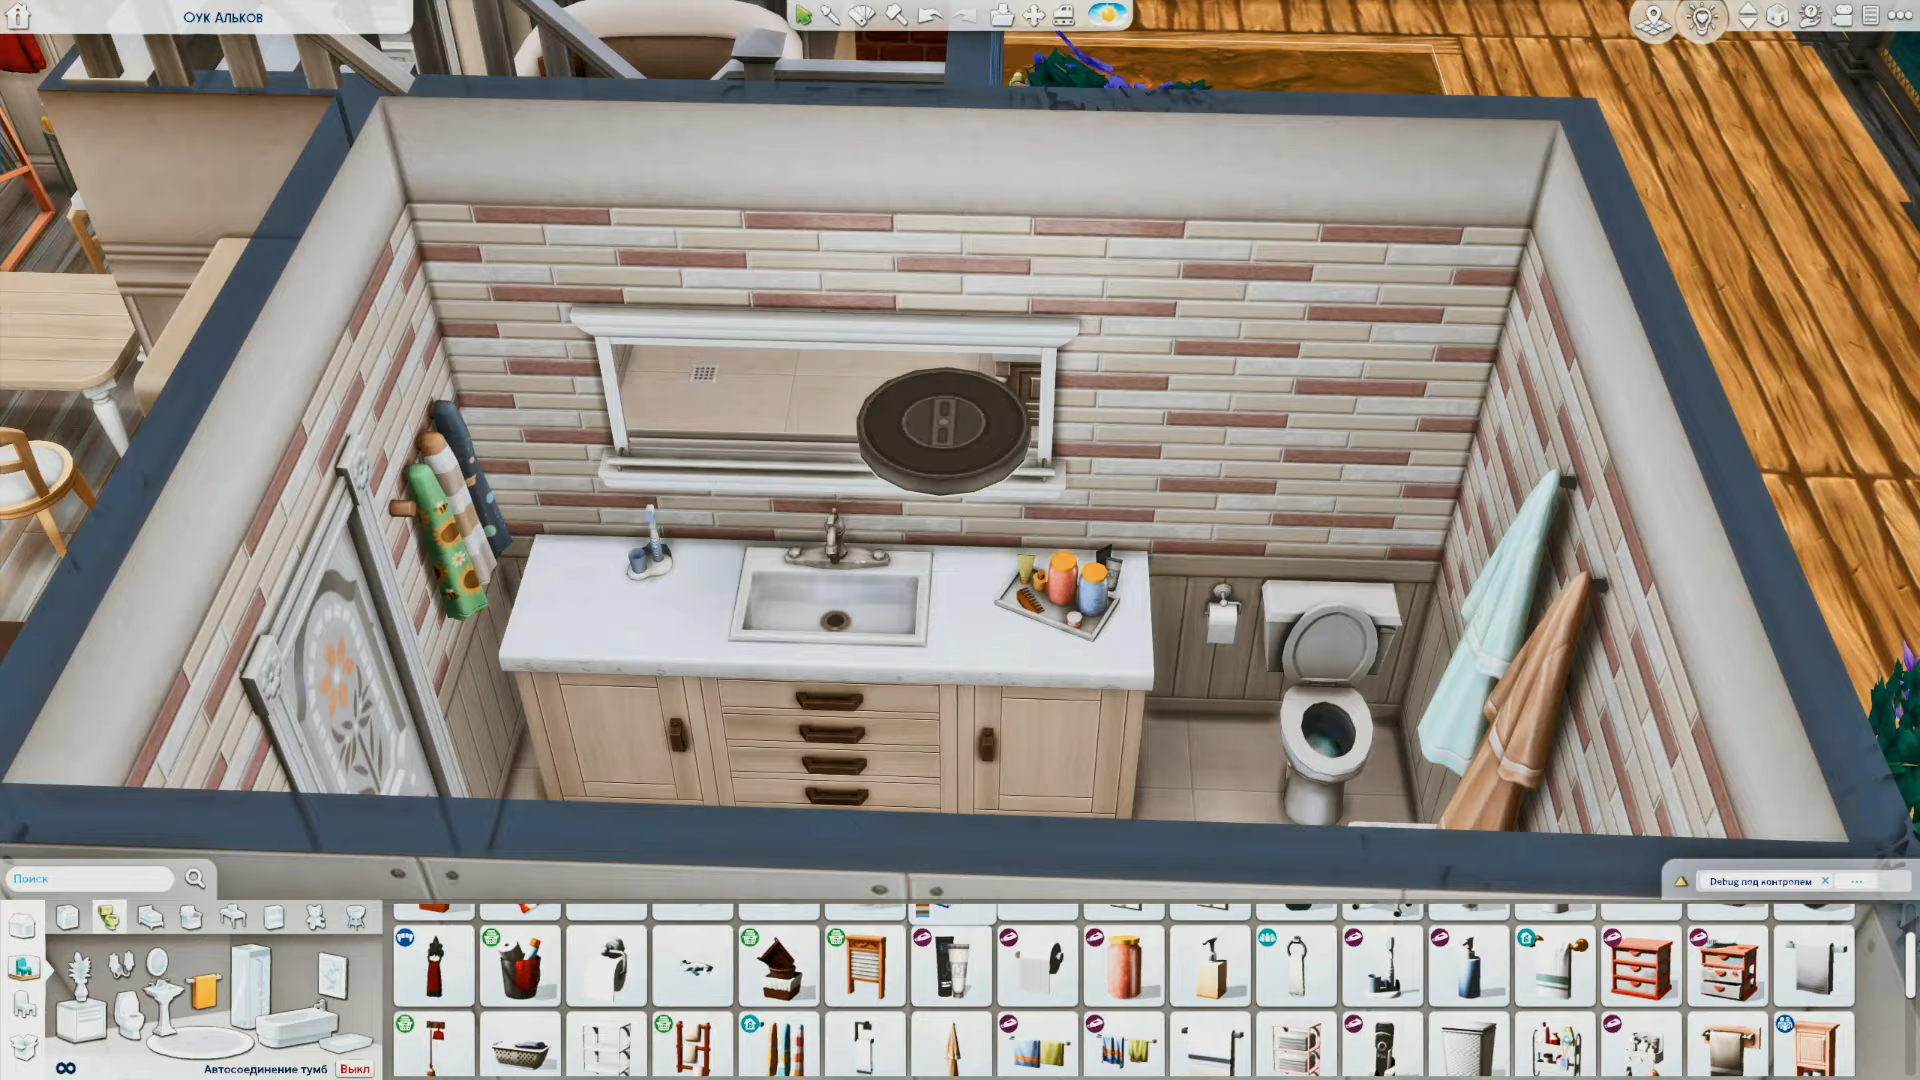 Оук Альков
Поиск
Debug под контролем
Автосоединение тумб
Выкл